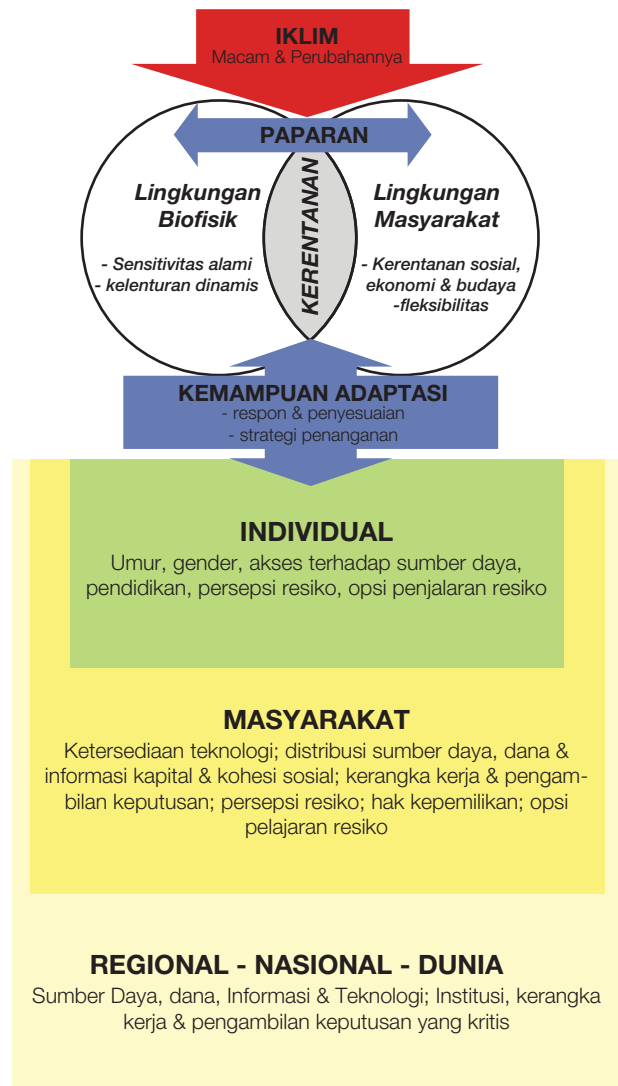 IKLIM
Macam & Perubahannya
PAPARAN
Lingkungan
Biofisik
- Sensitivitas alami
- kelenturan dinamis
KERENTANAN
Lingkungan
Masyarakat
- Kerentanan sosial,
ekonomi & budaya
-fleksibilitas
KEMAMPUAN ADAPTASI
- respon & penyesuaian
- strategi penanganan
INDIVIDUAL
Umur, gender, akses terhadap sumber daya,
pendidikan, persepsi resiko, opsi penjalaran resiko
MASYARAKAT
Ketersediaan teknologi; distribusi sumber daya, dana &
informasi kapital & kohesi sosial; kerangka kerja & pengam-
bilan keputusan; persepsi resiko; hak kepemilikan; opsi
pelajaran resiko
REGIONAL - NASIONAL - DUNIA
Sumber Daya, dana, Informasi & Teknologi; Institusi, kerangka
kerja & pengambilan keputusan yang kritis